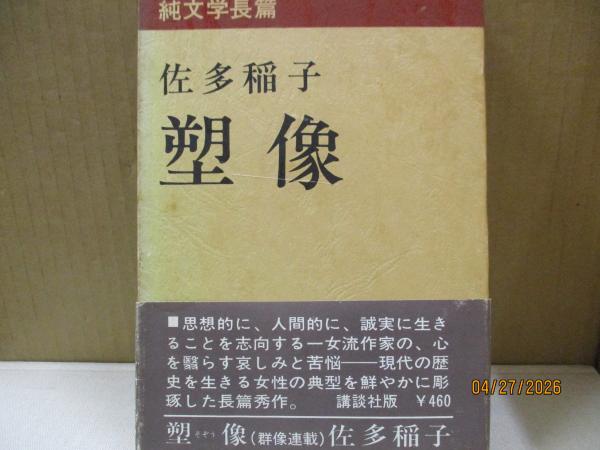 純文学長篇
佐多稲子
塑像
■思想的に、人間的に、誠実に生き
ることを志向する一女流作家の、心
を翳らす哀しみと苦悩――現代の歴
史を生きる女性の典型を鮮やかに彫
琢した長篇秀作。 講談社版 ¥460
塑像 そぞう (群像連載) 佐多稲子
04/27/2026